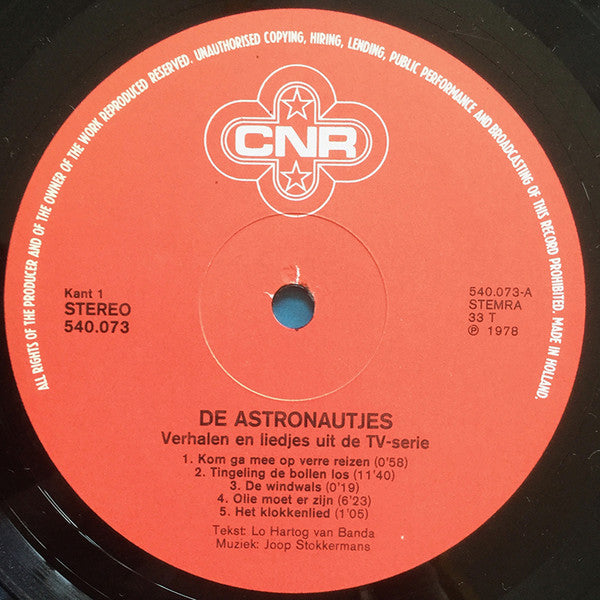 ALL RIGHTS OF THE PRODUCER AND OF THE OWNER OF THE WORK REPRODUCED RESERVED. UNAUTHORISED COPYING, HIRING, LENDING, PUBLIC PERFORMANCE AND BROADCASTING OF THIS RECORD PROHIBITED. MADE IN HOLLAND.
CNR
Kant 1
STEREO
540.073
540.073-A
STEMRA
33 T
℗ 1978
DE ASTRONAUTJES
Verhalen en liedjes uit de TV-serie
1. Kom ga mee op verre reizen (0'58)
2. Tingeling de bollen los (11'40)
3. De windwals (0'19)
4. Olie moet er zijn (6'23)
5. Het klokkenlied (1'05)
Tekst: Lo Hartog van Banda
Muziek: Joop Stokkermans